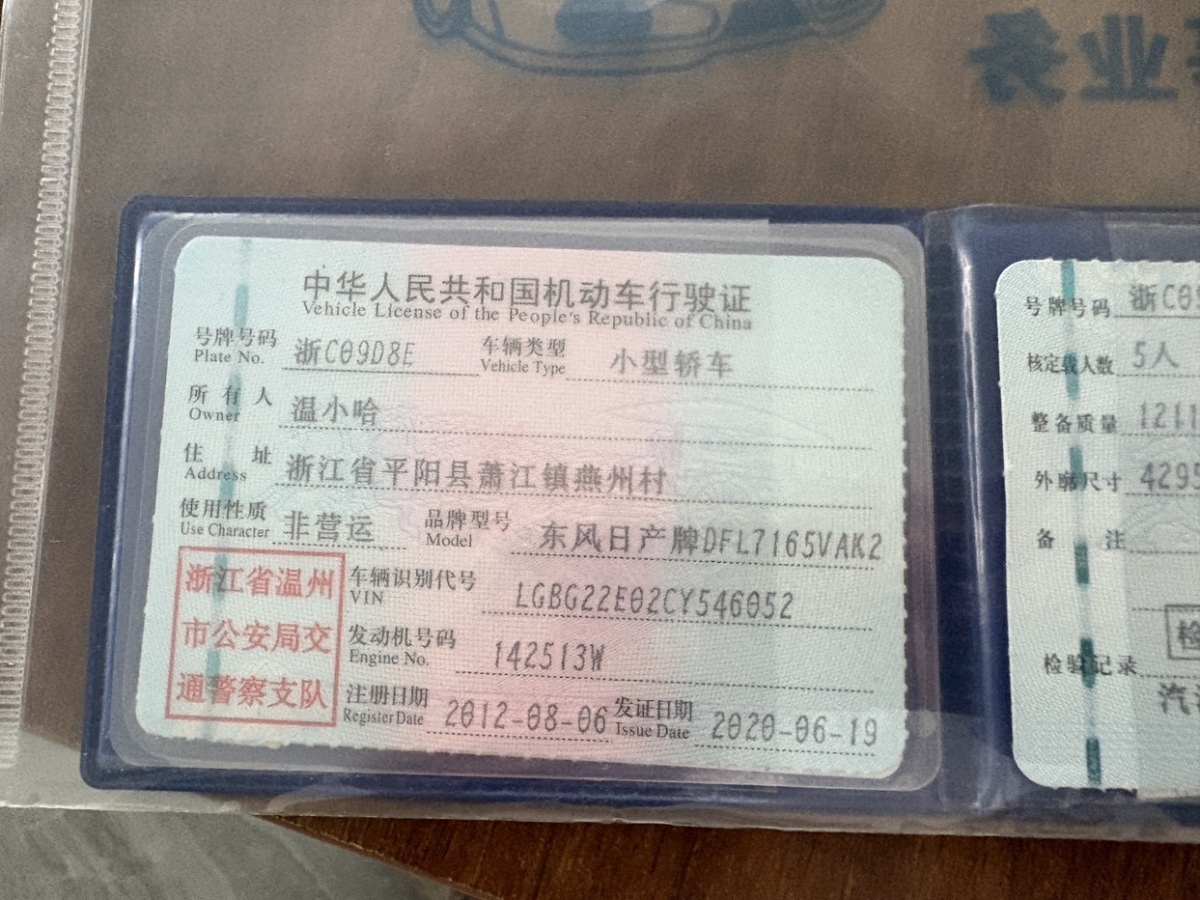 业务
中华人民共和国机动车行驶证
Vehicle License of the People's Republic of China
号牌号码 浙C09D8E 车辆类型 小型轿车
Plate No. Vehicle Type
所有人 温小哈
Owner
住址 浙江省平阳县萧江镇燕州村
Address
使用性质 非营运 品牌型号 东风日产牌DFL7165VAK2
Use Character Model
浙江省温州
市公安局交
通警察支队
车辆识别代号 LGBG22E02CY546052
VIN
发动机号码 142513W
Engine No.
注册日期 2012-08-06 发证日期 2020-06-19
Register Date Issue Date
号牌号码 浙C0
核定载人数 5人
整备质量 121
外廓尺寸 4295
备注
检验记录
检
汽